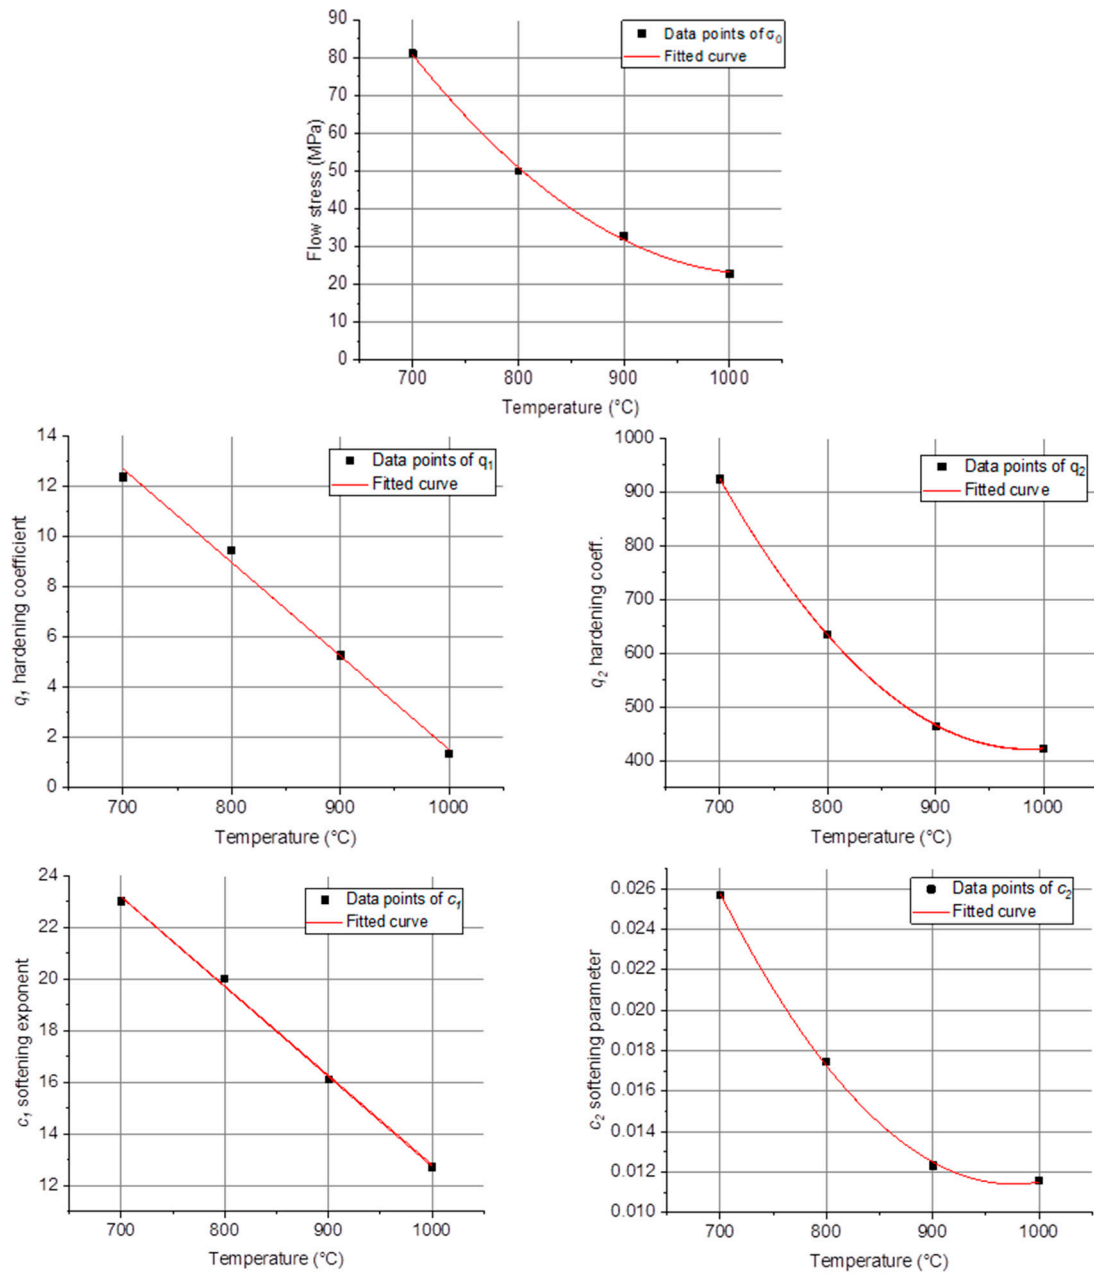 90
80
70
60
50
40
30
20
10
0
Flow stress (MPa)
Data points of σ₀
Fitted curve
700 800 900 1000
Temperature (°C)
14
12
10
8
6
4
2
0
q₁ hardening coefficient
Data points of q₁
Fitted curve
700 800 900 1000
Temperature (°C)
1000
900
800
700
600
500
400
q₂ hardening coeff.
Data points of q₂
Fitted curve
700 800 900 1000
Temperature (°C)
24
22
20
18
16
14
12
c₁ softening exponent
Data points of c₁
Fitted curve
700 800 900 1000
Temperature (°C)
0.026
0.024
0.022
0.020
0.018
0.016
0.014
0.012
0.010
c₂ softening parameter
Data points of c₂
Fitted curve
700 800 900 1000
Temperature (°C)